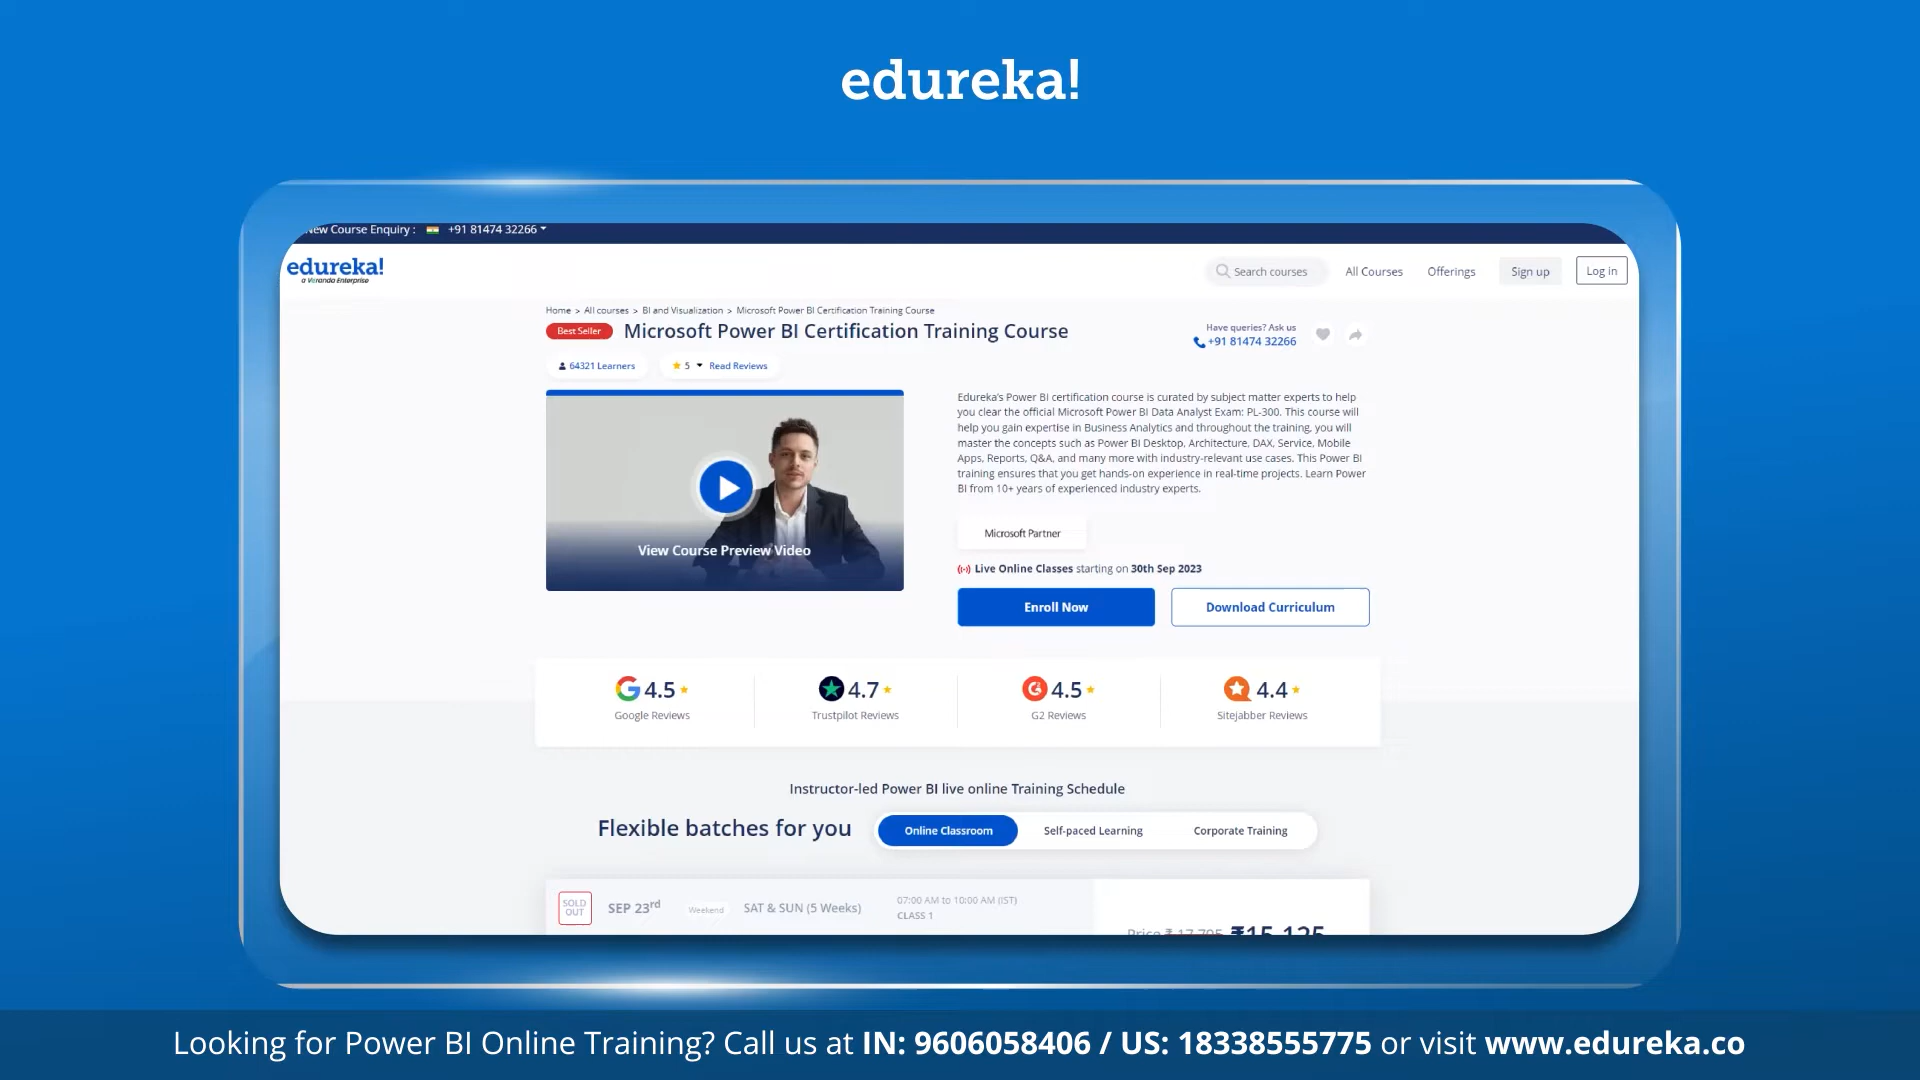 edureka!
New Course Enquiry : +91 81474 32266
edureka!
a Veranda Enterprise
Search courses
All Courses
Offerings
Sign up
Log in
Home > All courses > BI and Visualization > Microsoft Power BI Certification Training Course
Best Seller
Microsoft Power BI Certification Training Course
Have queries? Ask us
+91 81474 32266
64321 Learners
5
Read Reviews
View Course Preview Video
Edureka's Power BI certification course is curated by subject matter experts to help
you clear the official Microsoft Power BI Data Analyst Exam: PL-300. This course will
help you gain expertise in Business Analytics and throughout the training, you will
master the concepts such as Power BI Desktop, Architecture, DAX, Service, Mobile
Apps, Reports, Q&A, and many more with industry-relevant use cases. This Power BI
training ensures that you get hands-on experience in real-time projects. Learn Power
BI from 10+ years of experienced industry experts.
Microsoft Partner
Live Online Classes starting on 30th Sep 2023
Enroll Now
Download Curriculum
4.5
Google Reviews
4.7
Trustpilot Reviews
4.5
G2 Reviews
4.4
Sitejabber Reviews
Instructor-led Power BI live online Training Schedule
Flexible batches for you
Online Classroom
Self-paced Learning
Corporate Training
SOLD
OUT
SEP 23rd
Weekend
SAT & SUN (5 Weeks)
07:00 AM to 10:00 AM (IST)
CLASS 1
Price ₹ 17,795 ₹15,125
Looking for Power BI Online Training? Call us at IN: 9606058406 / US: 18338555775 or visit www.edureka.co